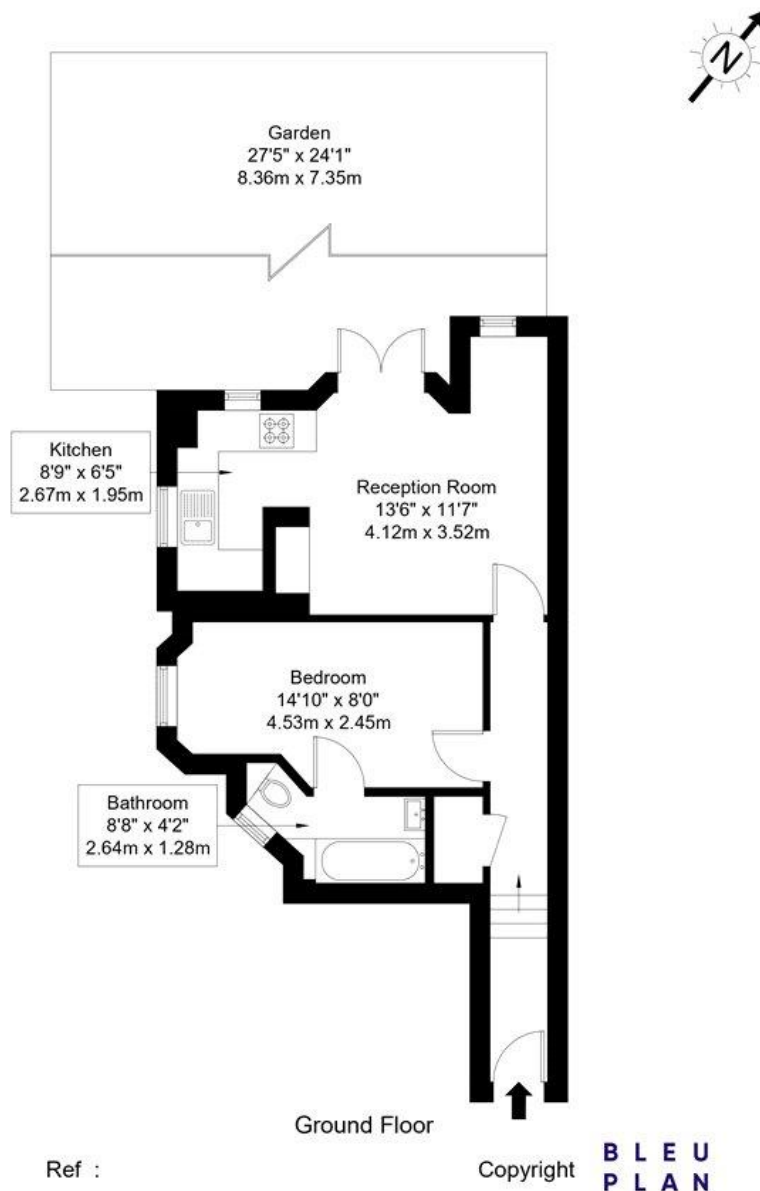 N
Garden
27'5" x 24'1"
8.36m x 7.35m
Kitchen
8'9" x 6'5"
2.67m x 1.95m
Reception Room
13'6" x 11'7"
4.12m x 3.52m
Bedroom
14'10" x 8'0"
4.53m x 2.45m
Bathroom
8'8" x 4'2"
2.64m x 1.28m
Ground Floor
Ref :
Copyright
BLEU
PLAN